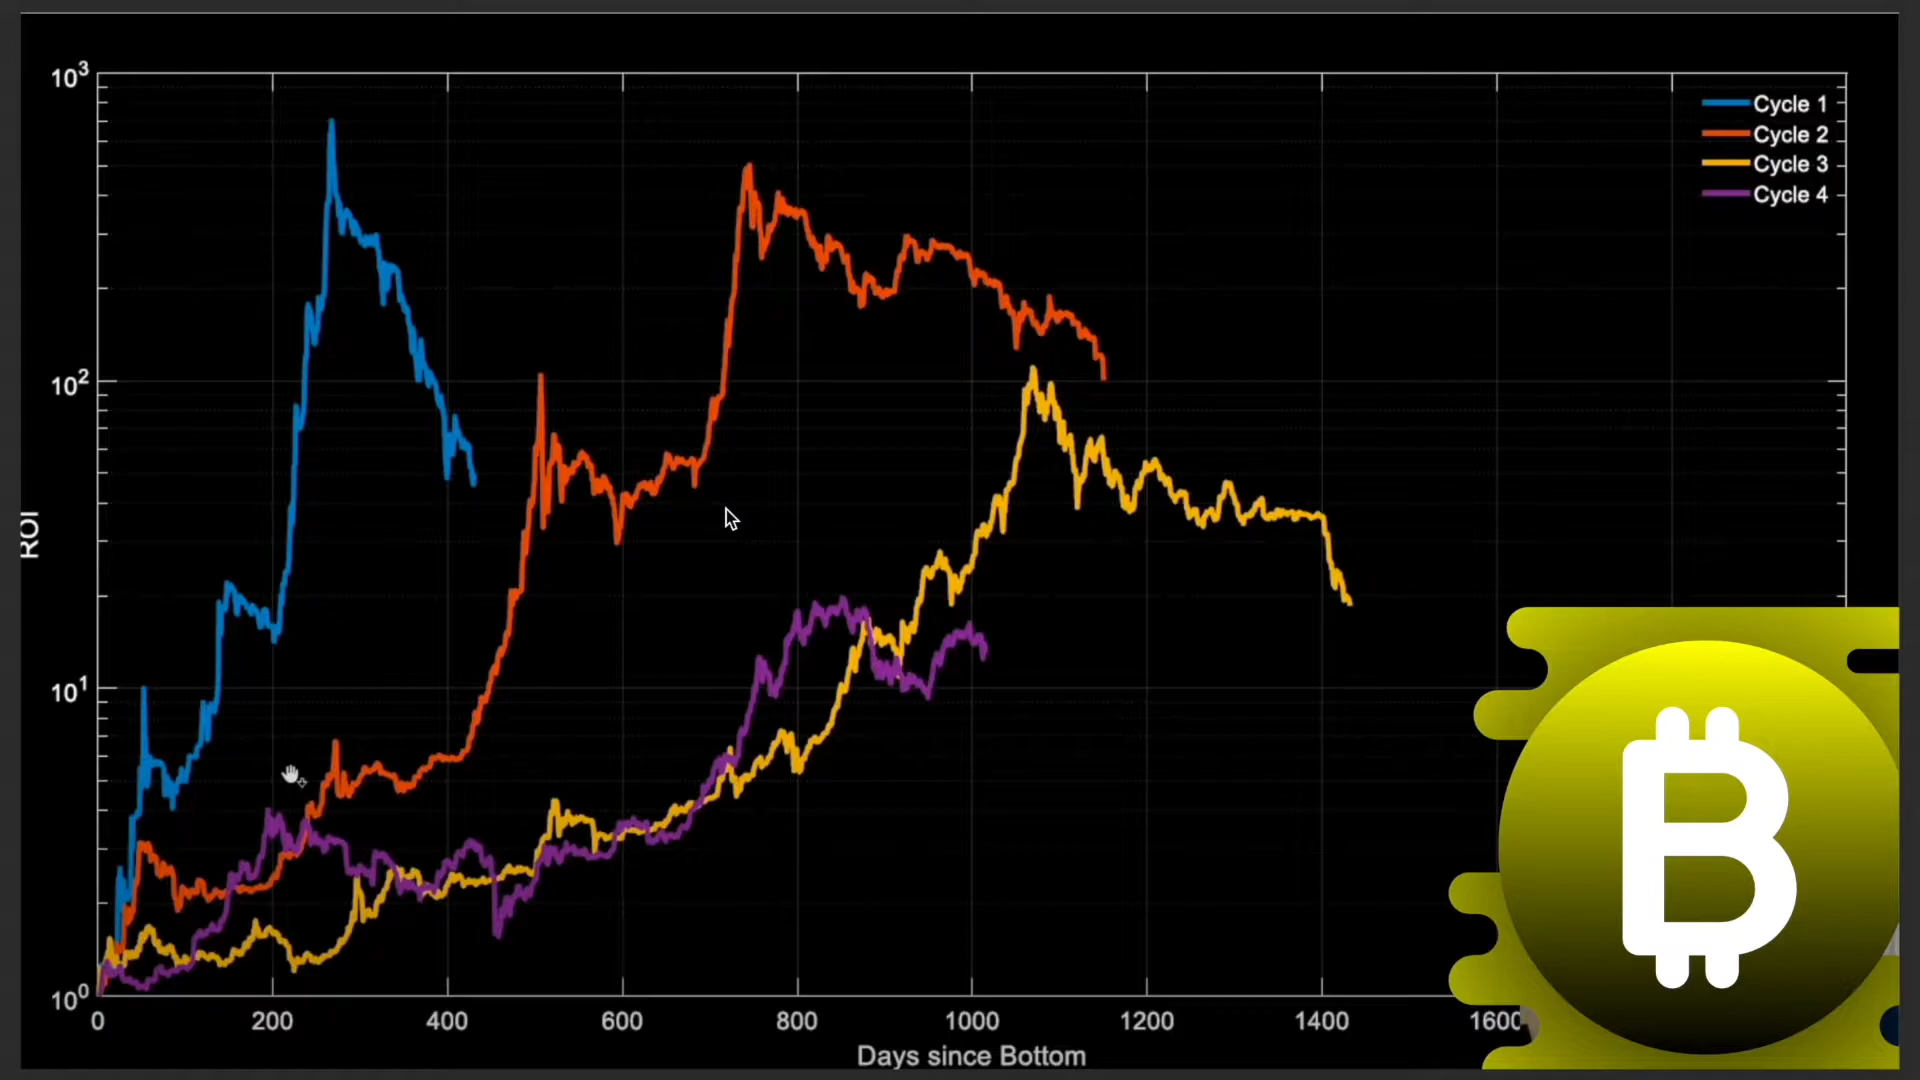 10³
Cycle 1
Cycle 2
Cycle 3
Cycle 4
10²
ROI
10¹
10⁰
0 200 400 600 800 1000 1200 1400 1600
Days since Bottom